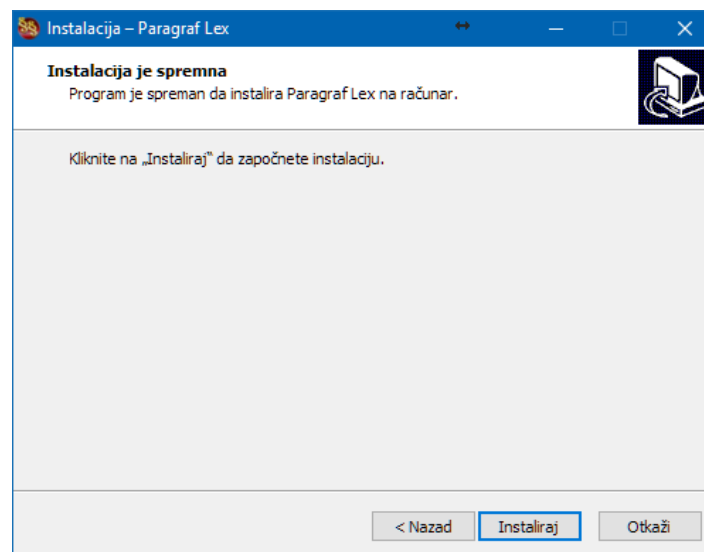 Instalacija – Paragraf Lex
Instalacija je spremna
Program je spreman da instalira Paragraf Lex na računar.
Kliknite na „Instaliraj“ da započnete instalaciju.
< Nazad
Instaliraj
Otkaži